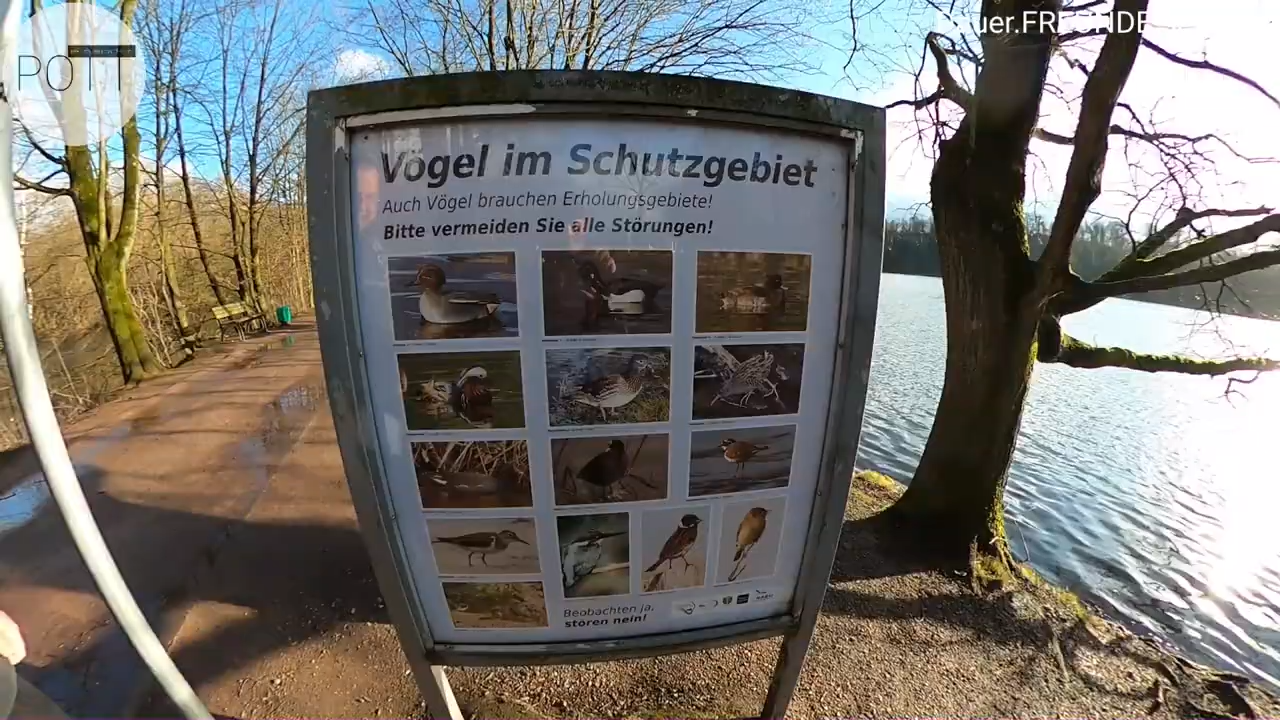 POTT
Vögel im Schutzgebiet
Auch Vögel brauchen Erholungsgebiete!
Bitte vermeiden Sie alle Störungen!
Beobachten ja,
stören nein!